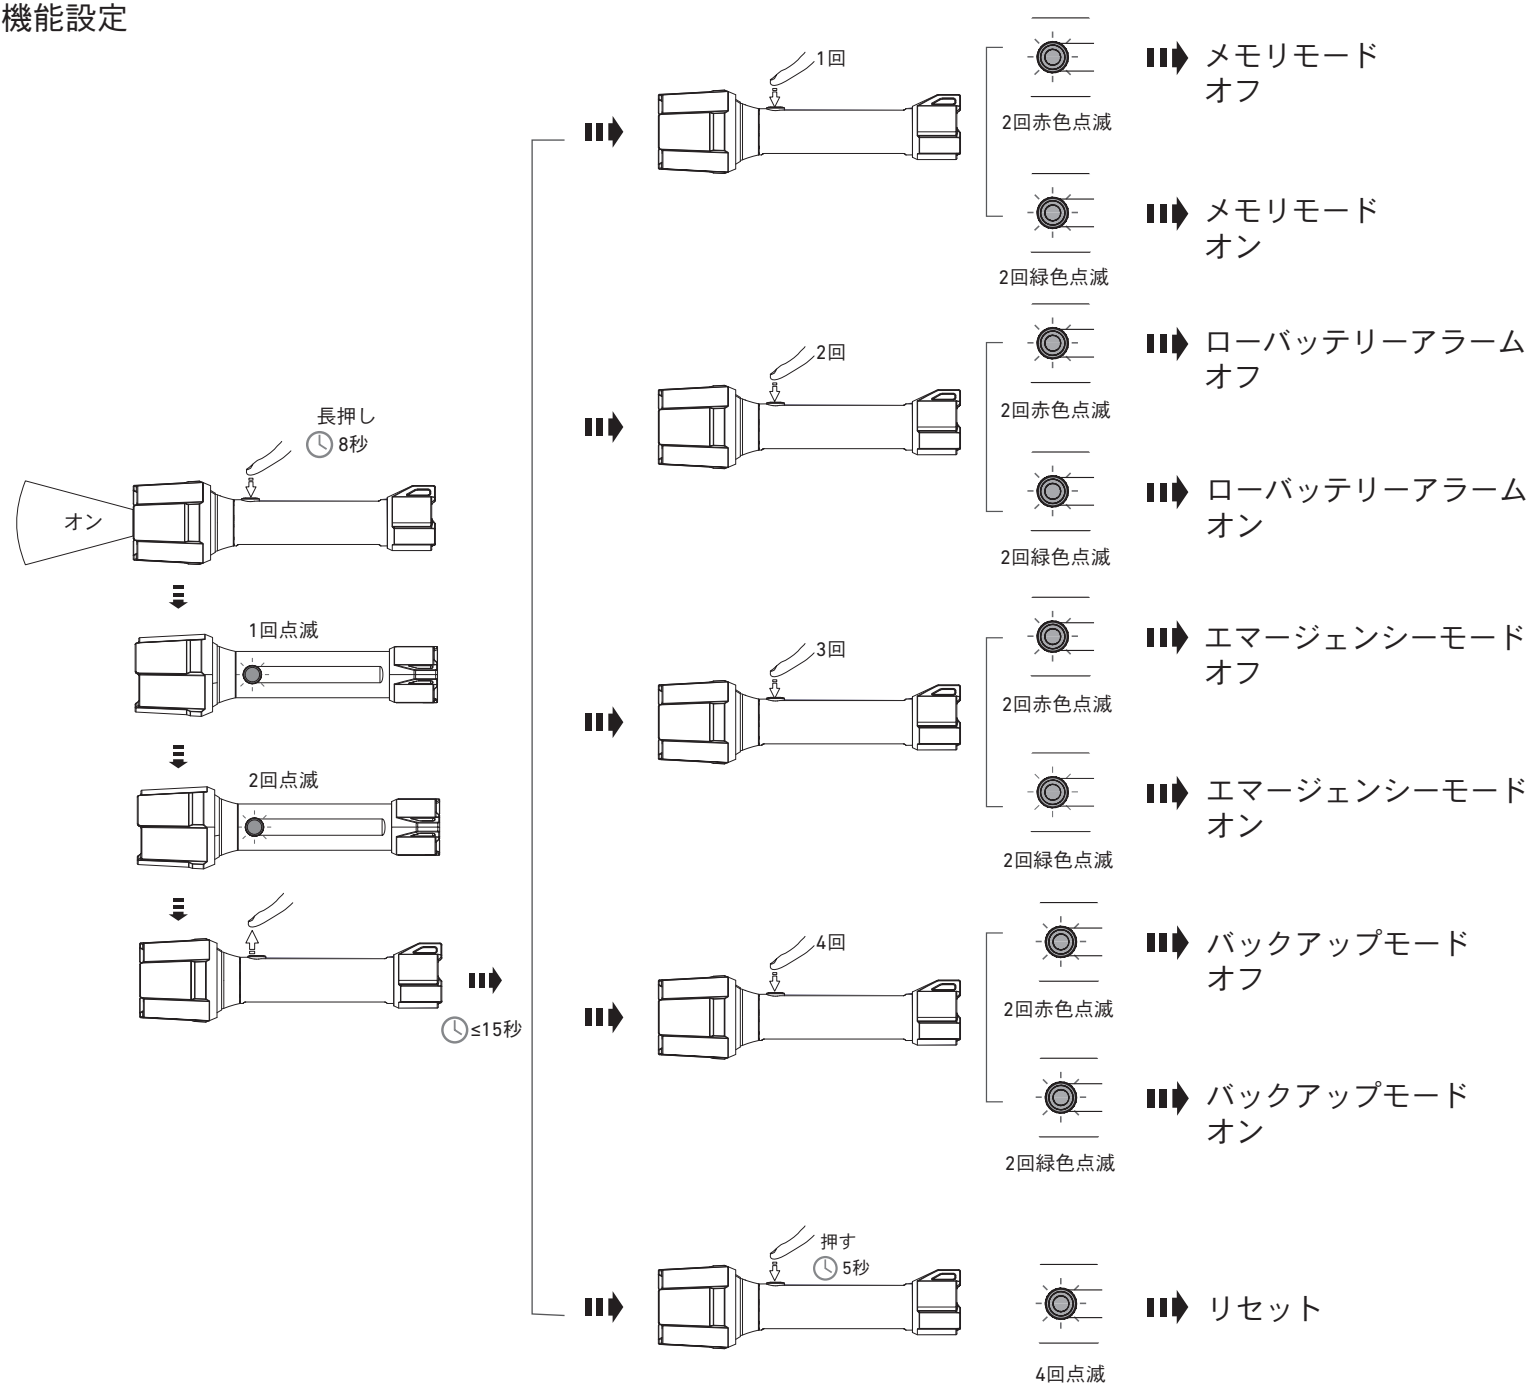 機能設定
長押し
8秒
オン
1回点滅
2回点滅
≤15秒
1回
2回赤色点滅
メモリモード
オフ
2回緑色点滅
メモリモード
オン
2回
2回赤色点滅
ローバッテリーアラーム
オフ
2回緑色点滅
ローバッテリーアラーム
オン
3回
2回赤色点滅
エマージェンシーモード
オフ
2回緑色点滅
エマージェンシーモード
オン
4回
2回赤色点滅
バックアップモード
オフ
2回緑色点滅
バックアップモード
オン
押す
5秒
4回点滅
リセット